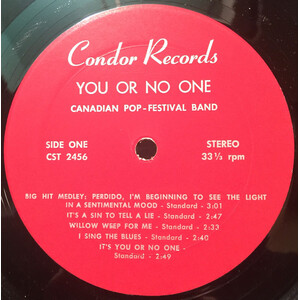 Condor Records
YOU OR NO ONE
CANADIAN POP-FESTIVAL BAND
SIDE ONE
CST 2456
STEREO
33⅓ rpm
BIG HIT MEDLEY: PERDIDO, I'M BEGINNING TO SEE THE LIGHT
IN A SENTIMENTAL MOOD - Standard - 3:01
IT'S A SIN TO TELL A LIE - Standard - 2:47
WILLOW WEEP FOR ME - Standard - 2:33
I SING THE BLUES - Standard - 2:40
IT'S YOU OR NO ONE -
Standard - 2:49